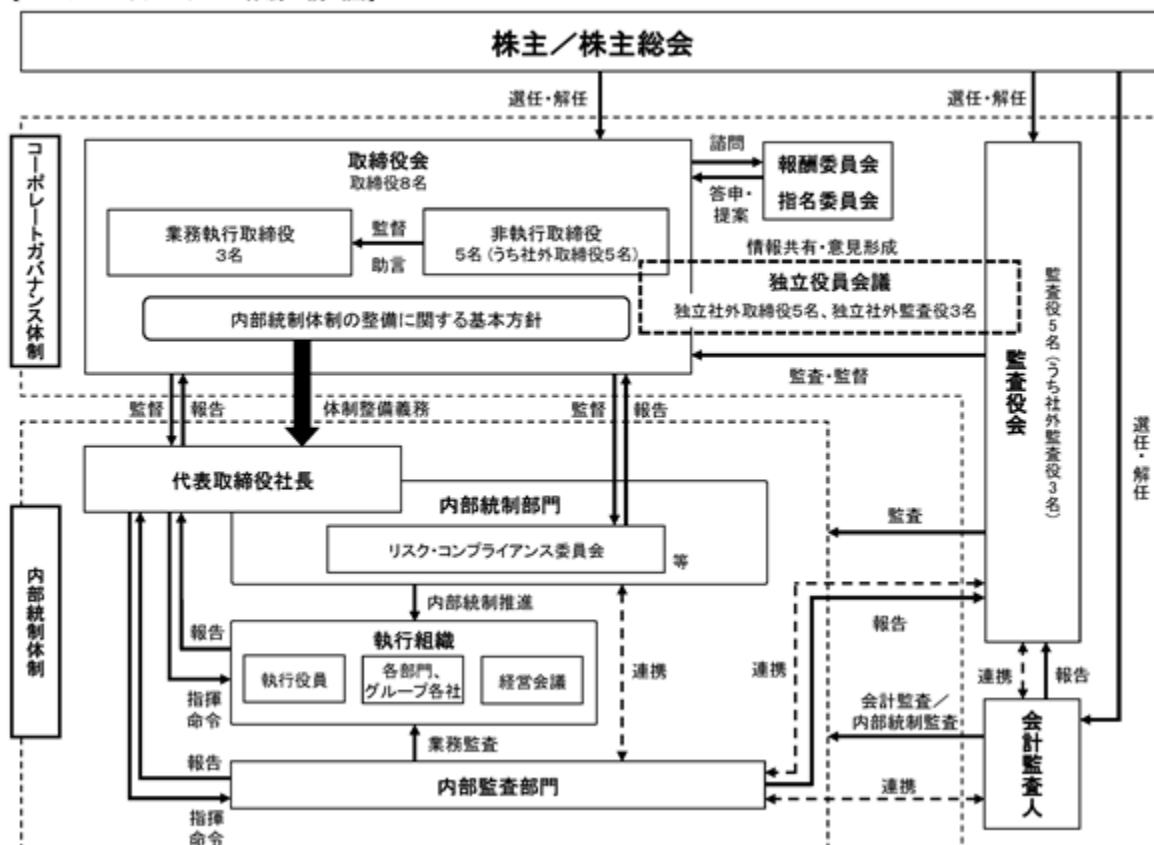 株主／株主総会
選任・解任
選任・解任
コーポレートガバナンス体制
取締役会
取締役8名
諮問
答申・
提案
報酬委員会
指名委員会
業務執行取締役
3名
監督
助言
非執行取締役
5名（うち社外取締役5名）
情報共有・意見形成
独立役員会議
独立社外取締役5名、独立社外監査役3名
内部統制体制の整備に関する基本方針
監査・監督
監査役会
監査役5名（うち社外監査役3名）
選任・解任
監督
報告
体制整備義務
監督
報告
内部統制体制
代表取締役社長
内部統制部門
リスク・コンプライアンス委員会
等
監査
内部統制推進
報告
執行組織
執行役員
各部門、
グループ各社
経営会議
指揮
命令
連携
連携
報告
連携
報告
会計監査／
内部統制監査
会計監査人
業務監査
報告
内部監査部門
連携
指揮
命令